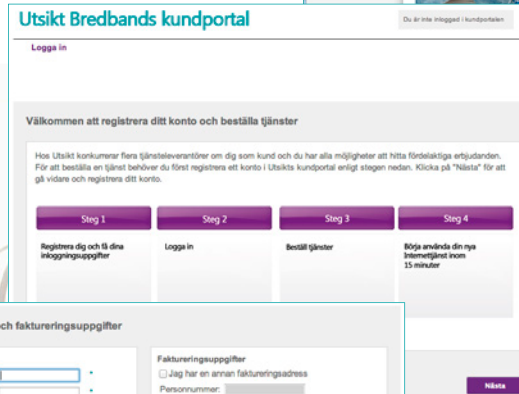 Utsikt Bredbands kundportal
Du är inte inloggad i kundportalen
Logga in
Välkommen att registrera ditt konto och beställa tjänster
Hos Utsikt konkurrerar flera tjänsteleverantörer om dig som kund och du har alla möjligheter att hitta fördelaktiga erbjudanden.
För att beställa en tjänst behöver du först registrera ett konto i Utsikts kundportal enligt stegen nedan. Klicka på "Nästa" för att
gå vidare och registrera ditt konto.
Steg 1 Steg 2 Steg 3 Steg 4
Registrera dig och få dina
inloggningsuppgifter
Logga in
Beställ tjänster
Börja använda din nya
Internettjänst inom
15 minuter
ch faktureringsuppgifter
Faktureringsuppgifter
Jag har en annan faktureringsadress
Personnummer:
Nästa